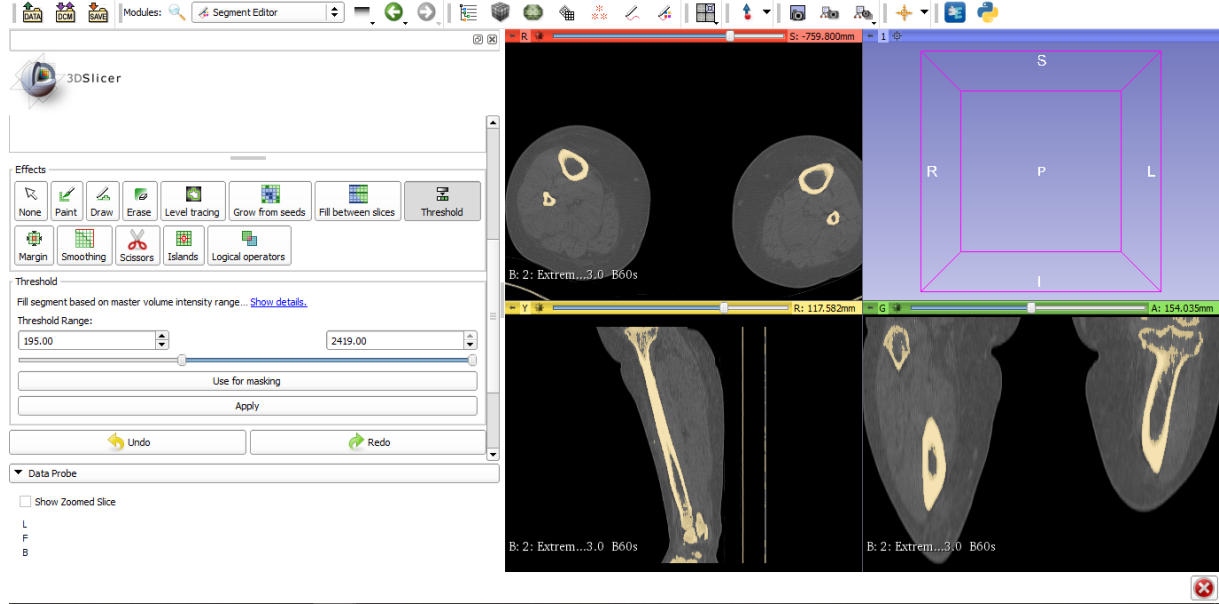 DATA DCM SAVE Modules: Segment Editor
R S: -759.800mm 1
3DSlicer
S
R P L
I
Effects
None Paint Draw Erase Level tracing Grow from seeds Fill between slices Threshold
Margin Smoothing Scissors Islands Logical operators
B: 2: Extrem...3.0 B60s
Threshold
Fill segment based on master volume intensity range... Show details.
Y R: 117.582mm G A: 154.035mm
Threshold Range:
195.00 2419.00
Use for masking
Apply
Undo Redo
Data Probe
Show Zoomed Slice
L
F
B
B: 2: Extrem...3.0 B60s B: 2: Extrem...3.0 B60s